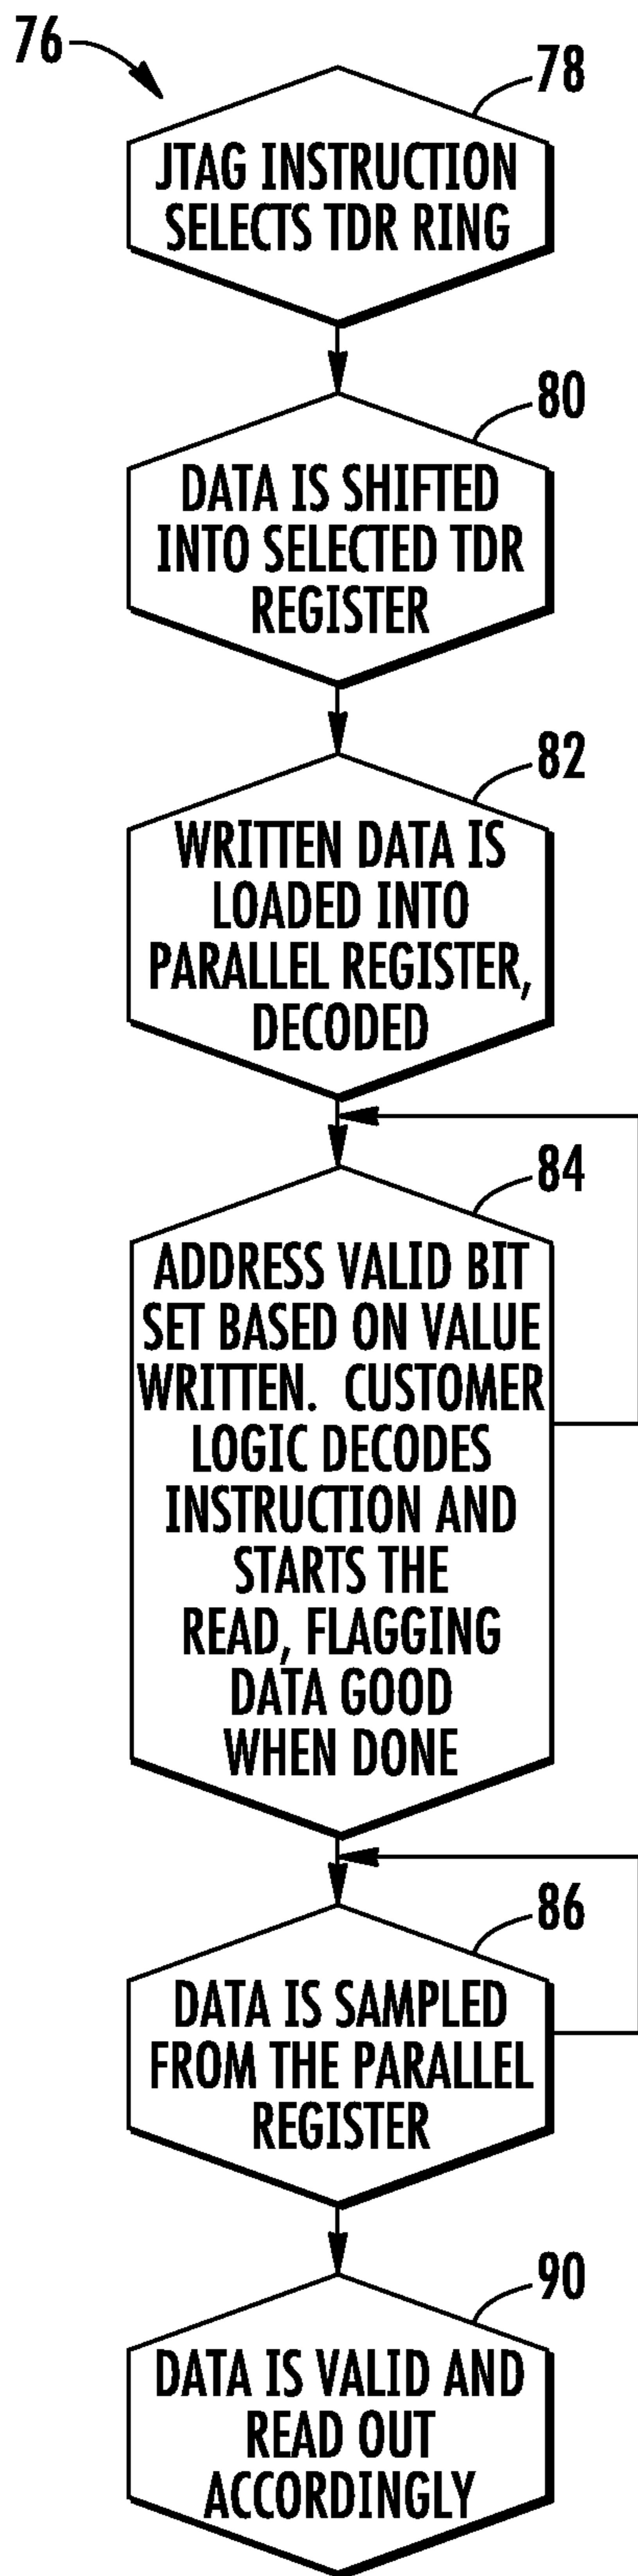 76
78
JTAG INSTRUCTION
SELECTS TDR RING
80
DATA IS SHIFTED
INTO SELECTED TDR
REGISTER
82
WRITTEN DATA IS
LOADED INTO
PARALLEL REGISTER,
DECODED
84
ADDRESS VALID BIT
SET BASED ON VALUE
WRITTEN. CUSTOMER
LOGIC DECODES
INSTRUCTION AND
STARTS THE
READ, FLAGGING
DATA GOOD
WHEN DONE
86
DATA IS SAMPLED
FROM THE PARALLEL
REGISTER
90
DATA IS VALID AND
READ OUT
ACCORDINGLY